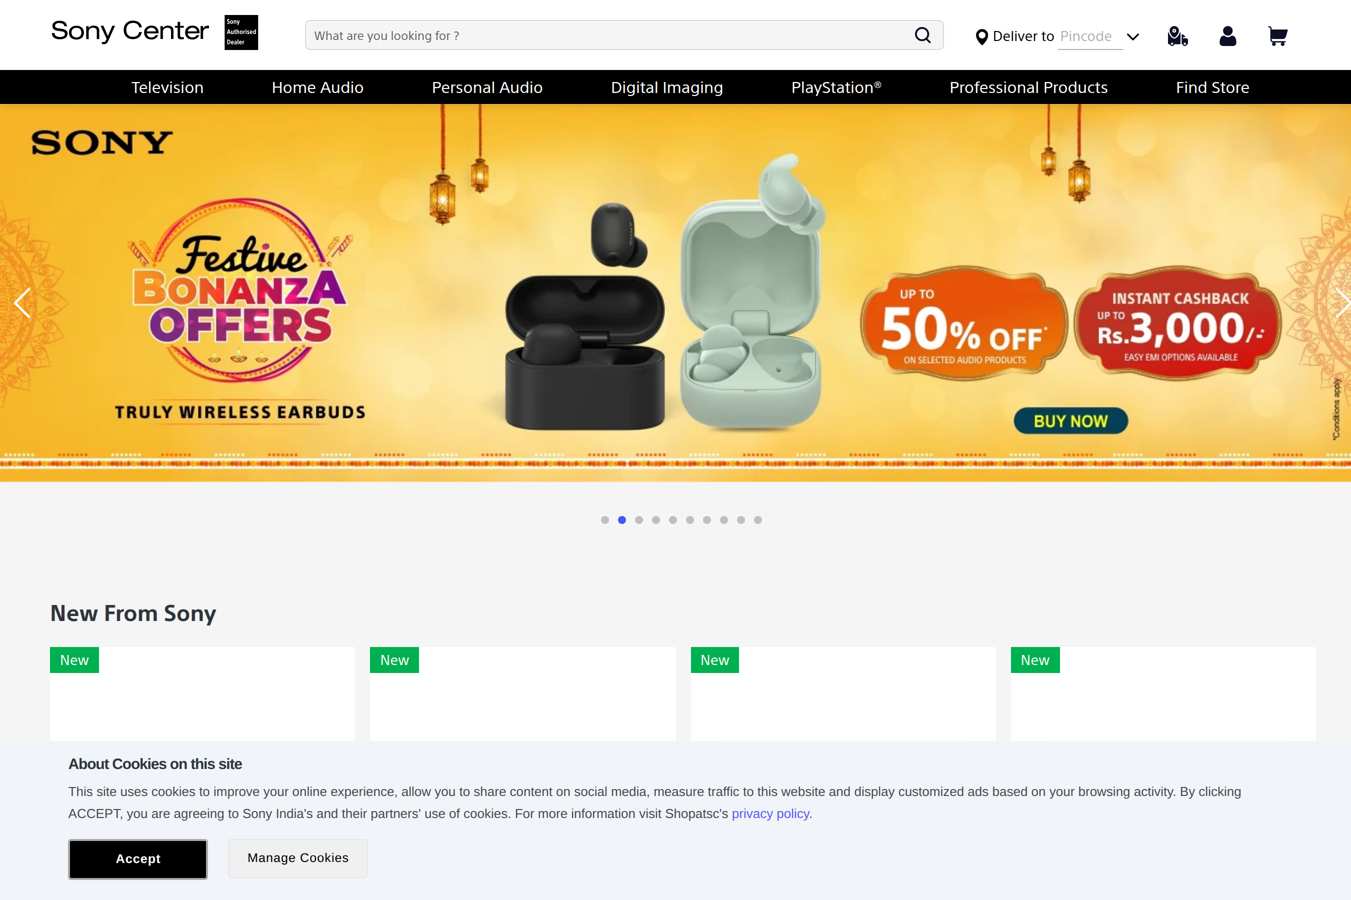 Sony Center
Sony
Authorised
Dealer
What are you looking for ?
Deliver to Pincode
Television Home Audio Personal Audio Digital Imaging PlayStation® Professional Products Find Store
SONY
Festive
BONANZA
OFFERS
TRULY WIRELESS EARBUDS
UP TO
50% OFF*
ON SELECTED AUDIO PRODUCTS
INSTANT CASHBACK
UP TO Rs.3,000/-*
EASY EMI OPTIONS AVAILABLE
BUY NOW
*Conditions apply
New From Sony
New New New New
About Cookies on this site
This site uses cookies to improve your online experience, allow you to share content on social media, measure traffic to this website and display customized ads based on your browsing activity. By clicking
ACCEPT, you are agreeing to Sony India's and their partners' use of cookies. For more information visit Shopatsc's privacy policy.
Accept Manage Cookies